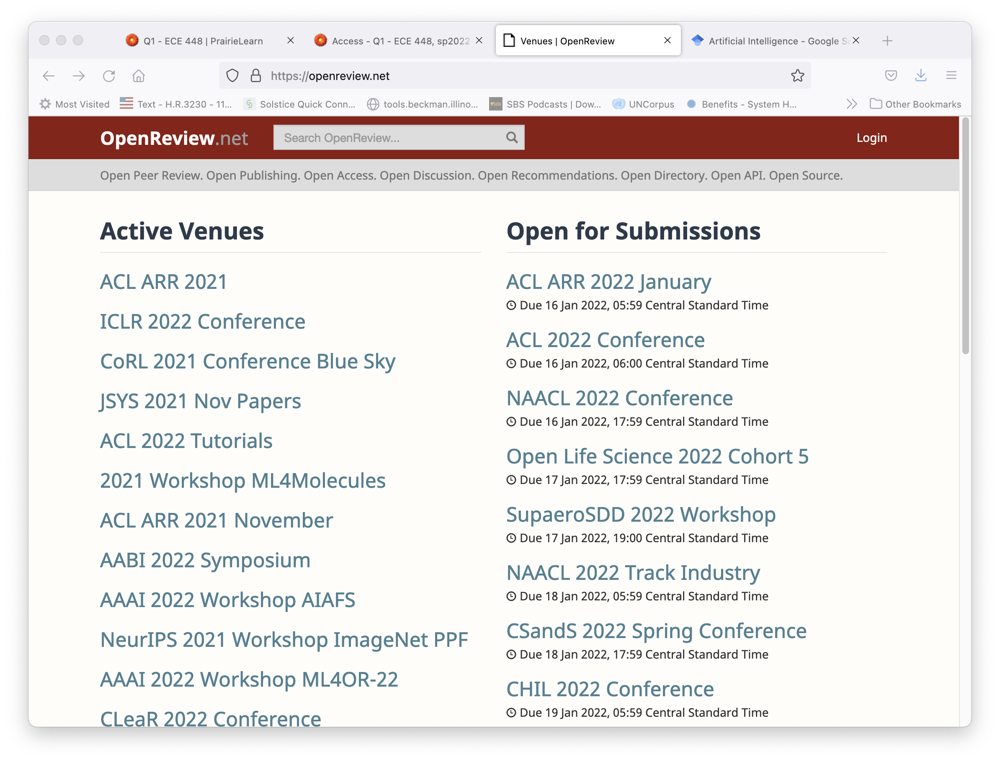 Q1 - ECE 448 | PrairieLearn
Access - Q1 - ECE 448, sp2022
Venues | OpenReview
Artificial Intelligence - Google Sc
https://openreview.net
Most Visited
Text - H.R.3230 - 11...
Solstice Quick Conn...
tools.beckman.illino...
SBS Podcasts | Dow...
UNCorpus
Benefits - System H...
Other Bookmarks
OpenReview.net
Search OpenReview...
Login
Open Peer Review. Open Publishing. Open Access. Open Discussion. Open Recommendations. Open Directory. Open API. Open Source.
Active Venues
ACL ARR 2021
ICLR 2022 Conference
CoRL 2021 Conference Blue Sky
JSYS 2021 Nov Papers
ACL 2022 Tutorials
2021 Workshop ML4Molecules
ACL ARR 2021 November
AABI 2022 Symposium
AAAI 2022 Workshop AIAFS
NeurIPS 2021 Workshop ImageNet PPF
AAAI 2022 Workshop ML4OR-22
CLeaR 2022 Conference
Open for Submissions
ACL ARR 2022 January
Due 16 Jan 2022, 05:59 Central Standard Time
ACL 2022 Conference
Due 16 Jan 2022, 06:00 Central Standard Time
NAACL 2022 Conference
Due 16 Jan 2022, 17:59 Central Standard Time
Open Life Science 2022 Cohort 5
Due 17 Jan 2022, 17:59 Central Standard Time
SupaeroSDD 2022 Workshop
Due 17 Jan 2022, 19:00 Central Standard Time
NAACL 2022 Track Industry
Due 18 Jan 2022, 05:59 Central Standard Time
CSandS 2022 Spring Conference
Due 18 Jan 2022, 17:59 Central Standard Time
CHIL 2022 Conference
Due 19 Jan 2022, 05:59 Central Standard Time